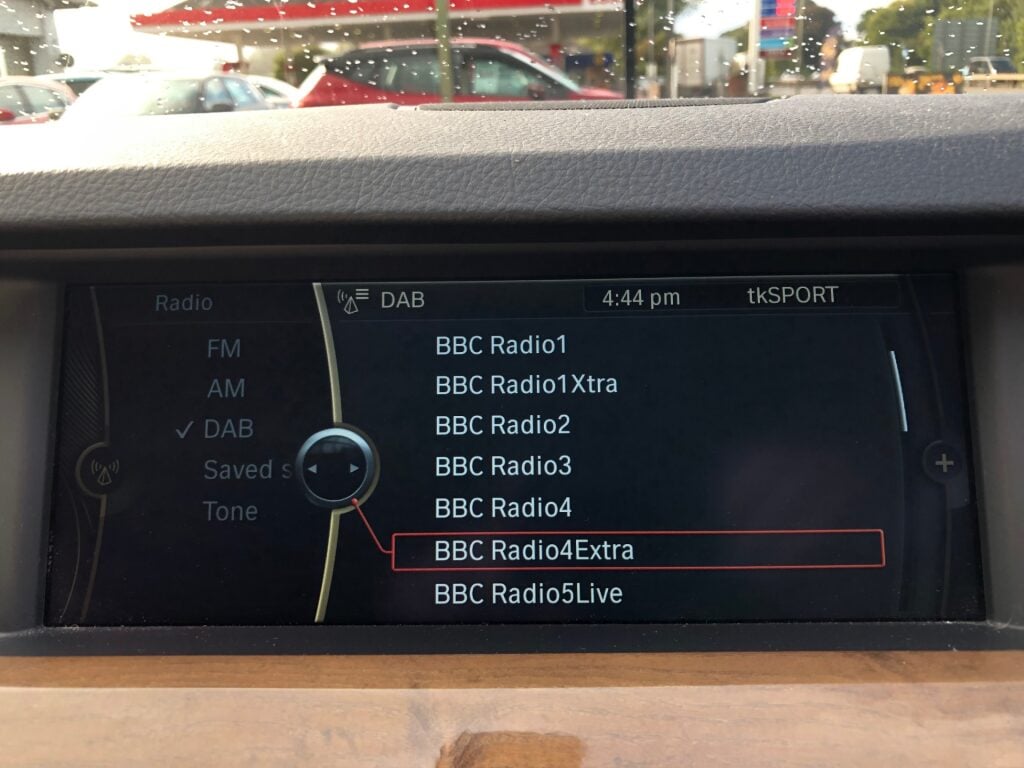 Radio
FM
AM
✓ DAB
Saved s
Tone
DAB 4:44 pm tkSPORT
BBC Radio1
BBC Radio1Xtra
BBC Radio2
BBC Radio3
BBC Radio4
BBC Radio4Extra
BBC Radio5Live